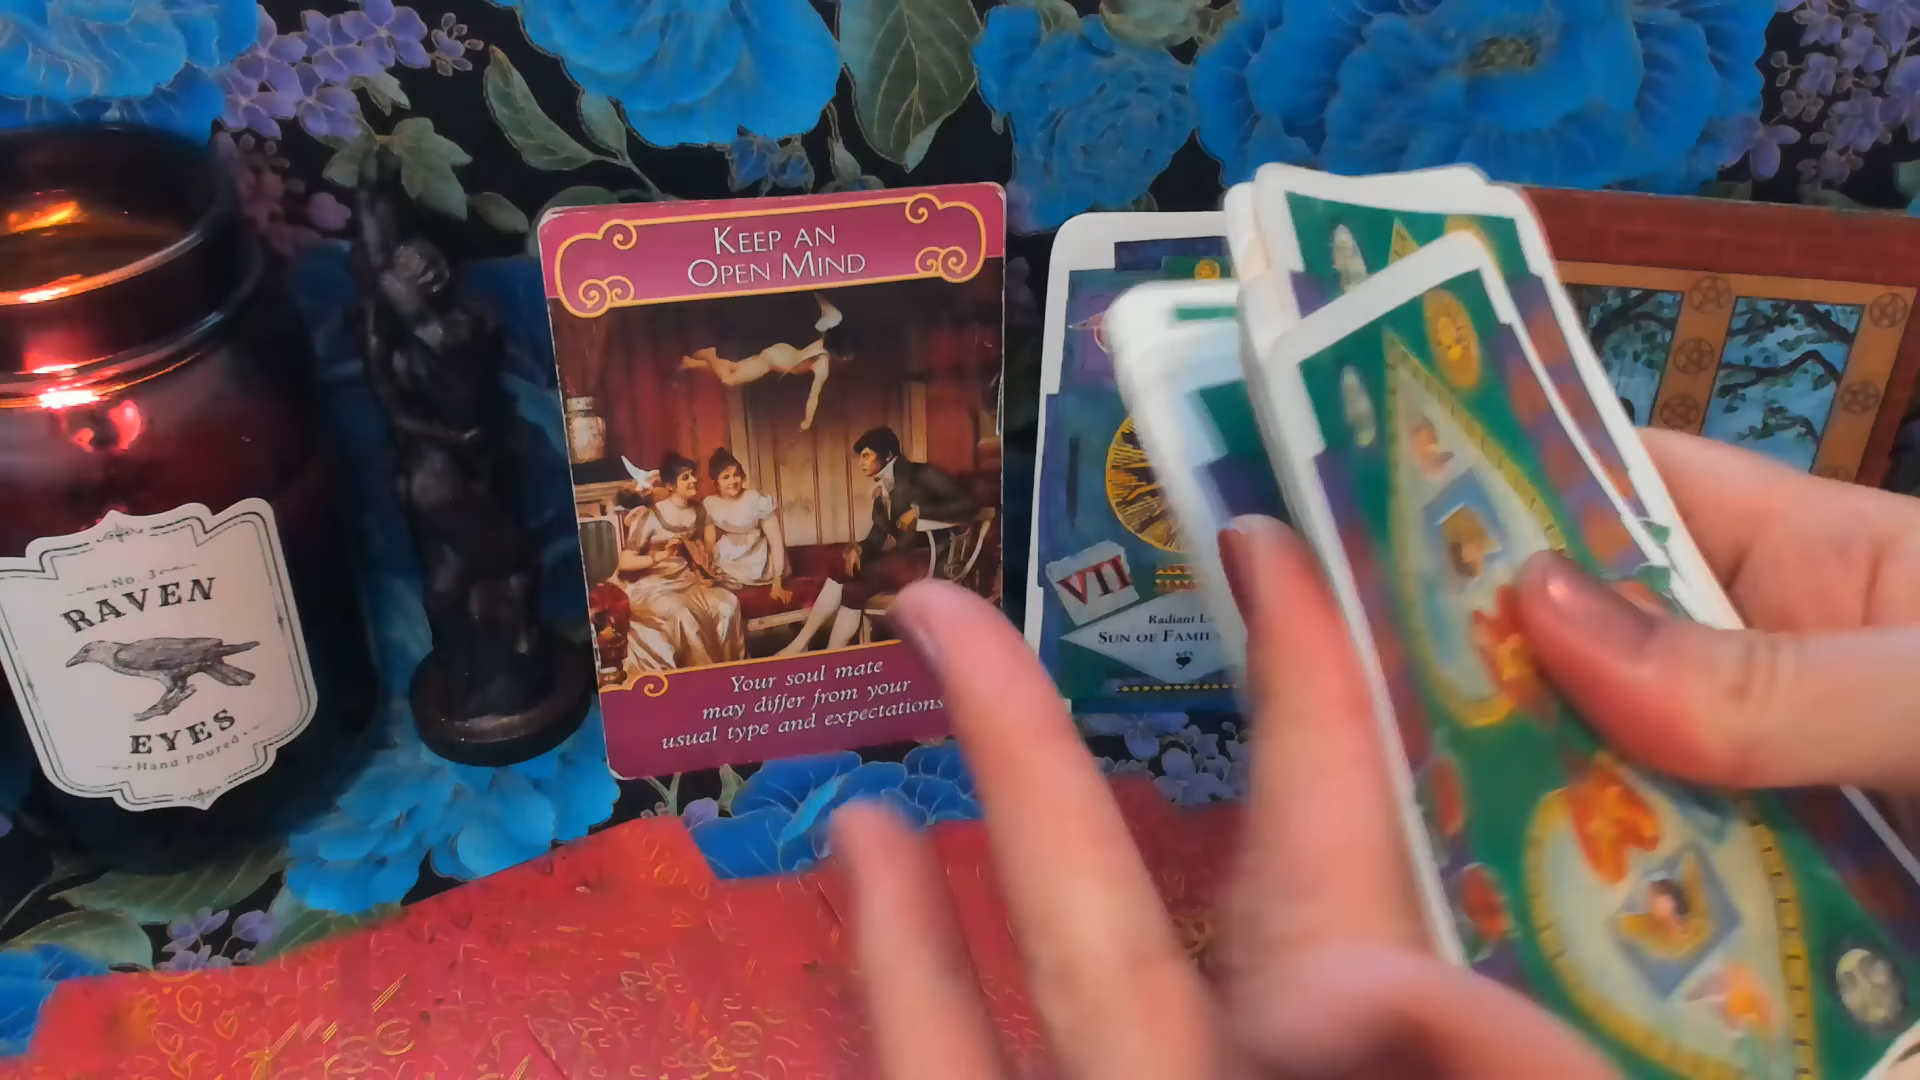 No. 3
RAVEN
EYES
Hand Poured
KEEP AN
OPEN MIND
Your soul mate
may differ from your
usual type and expectations
VII
Radiant
SUN OF